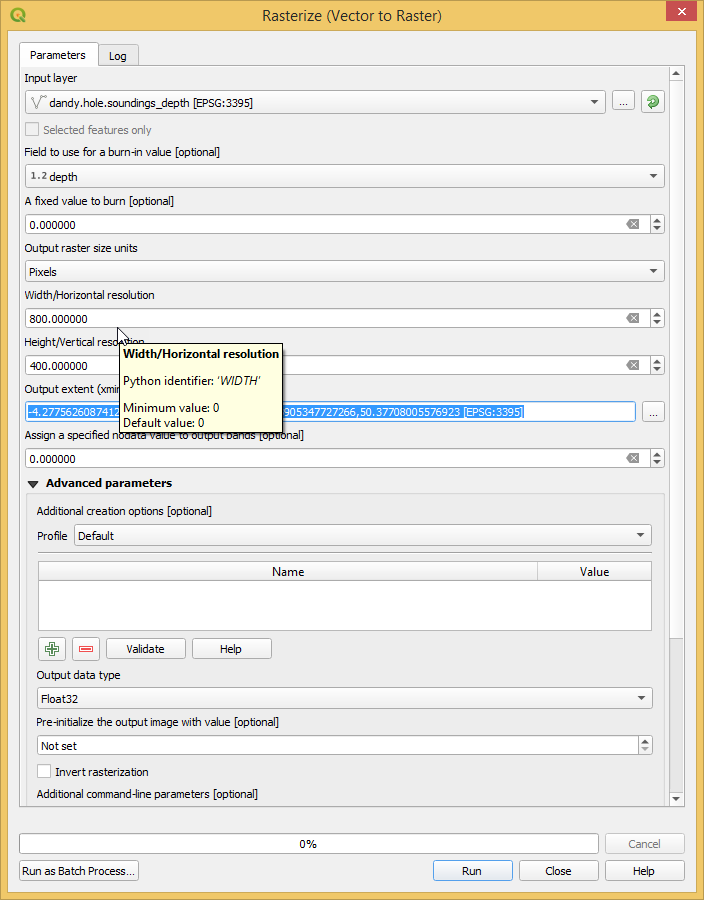 Rasterize (Vector to Raster)
Parameters
Log
Input layer
dandy.hole.soundings_depth [EPSG:3395]
...
Selected features only
Field to use for a burn-in value [optional]
1.2 depth
A fixed value to burn [optional]
0.000000
Output raster size units
Pixels
Width/Horizontal resolution
800.000000
Height/Vertical
400.000000
Width/Horizontal resolution
Python identifier: 'WIDTH'
Minimum value: 0
Default value: 0
Output extent
905347727266,50.37708005576923 [EPSG:3395]
...
Assign a specified nodata value to output bands [optional]
0.000000
Advanced parameters
Additional creation options [optional]
Profile Default
Name Value
Validate Help
Output data type
Float32
Pre-initialize the output image with value [optional]
Not set
Invert rasterization
Additional command-line parameters [optional]
0%
Cancel
Run as Batch Process...
Run
Close
Help